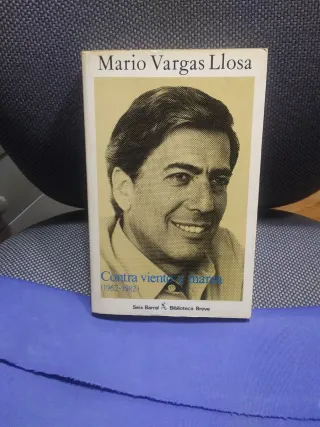 Mario Vargas Llosa
Contra viento y marea
(1962-1982)
Seix Barral Biblioteca Breve